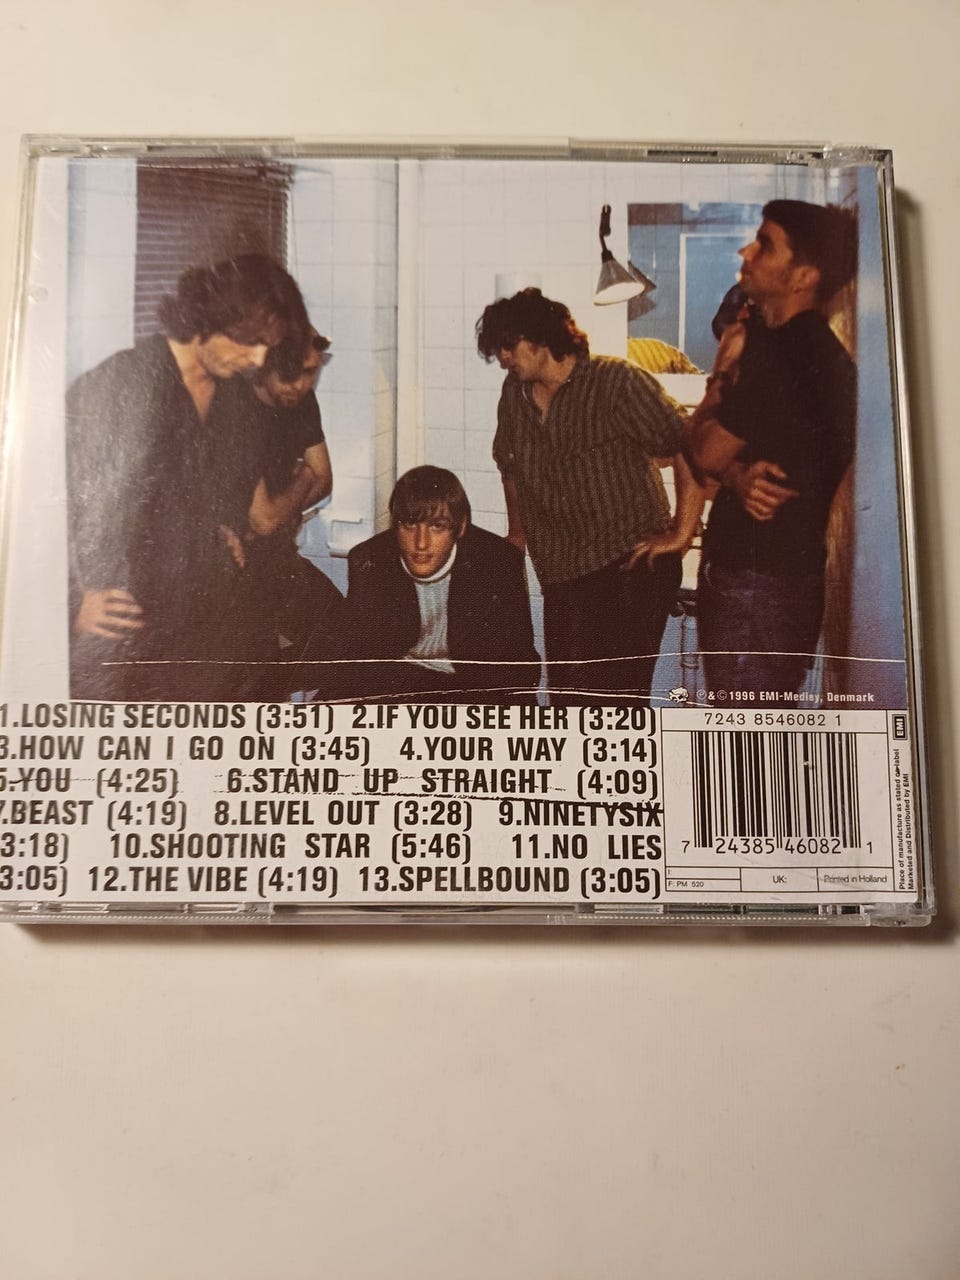 ℗ & © 1996 EMI-Medley, Denmark
1.LOSING SECONDS (3:51) 2.IF YOU SEE HER (3:20)
3.HOW CAN I GO ON (3:45) 4.YOUR WAY (3:14)
5.YOU (4:25) 6.STAND UP STRAIGHT (4:09)
7.BEAST (4:19) 8.LEVEL OUT (3:28) 9.NINETYSIX
3:18) 10.SHOOTING STAR (5:46) 11.NO LIES
3:05) 12.THE VIBE (4:19) 13.SPELLBOUND (3:05)
7243 8546082 1
7 24385 46082 1
I:
F: PM 520
UK:
Printed in Holland
EMI
Place of manufacture as stated on label
Marketed and Distributed by EMI